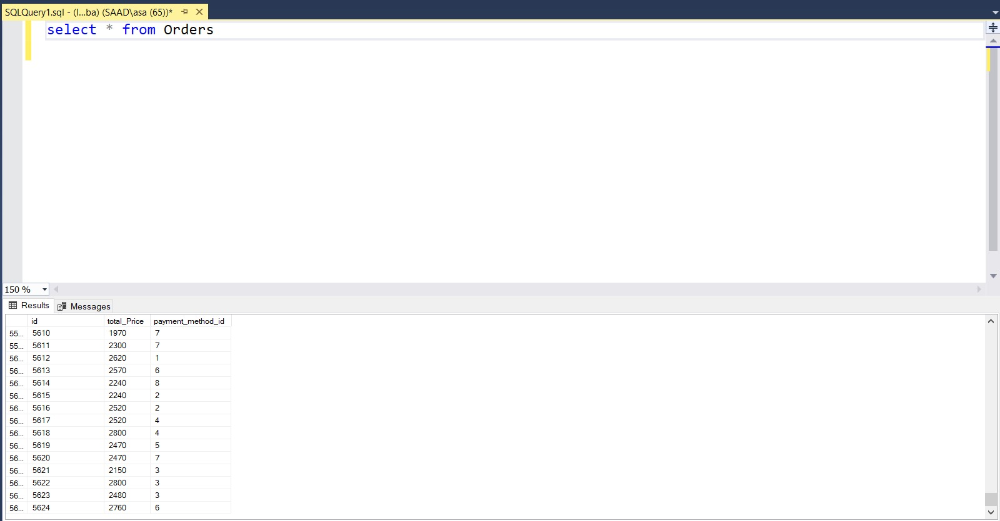 SQLQuery1.sql - (l...ba) (SAAD\asa (65))*
select * from Orders
150 %
Results Messages
id total_Price payment_method_id
55... 5610 1970 7
55... 5611 2300 7
56... 5612 2620 1
56... 5613 2570 6
56... 5614 2240 8
56... 5615 2240 2
56... 5616 2520 2
56... 5617 2520 4
56... 5618 2800 4
56... 5619 2470 5
56... 5620 2470 7
56... 5621 2150 3
56... 5622 2800 3
56... 5623 2480 3
56... 5624 2760 6